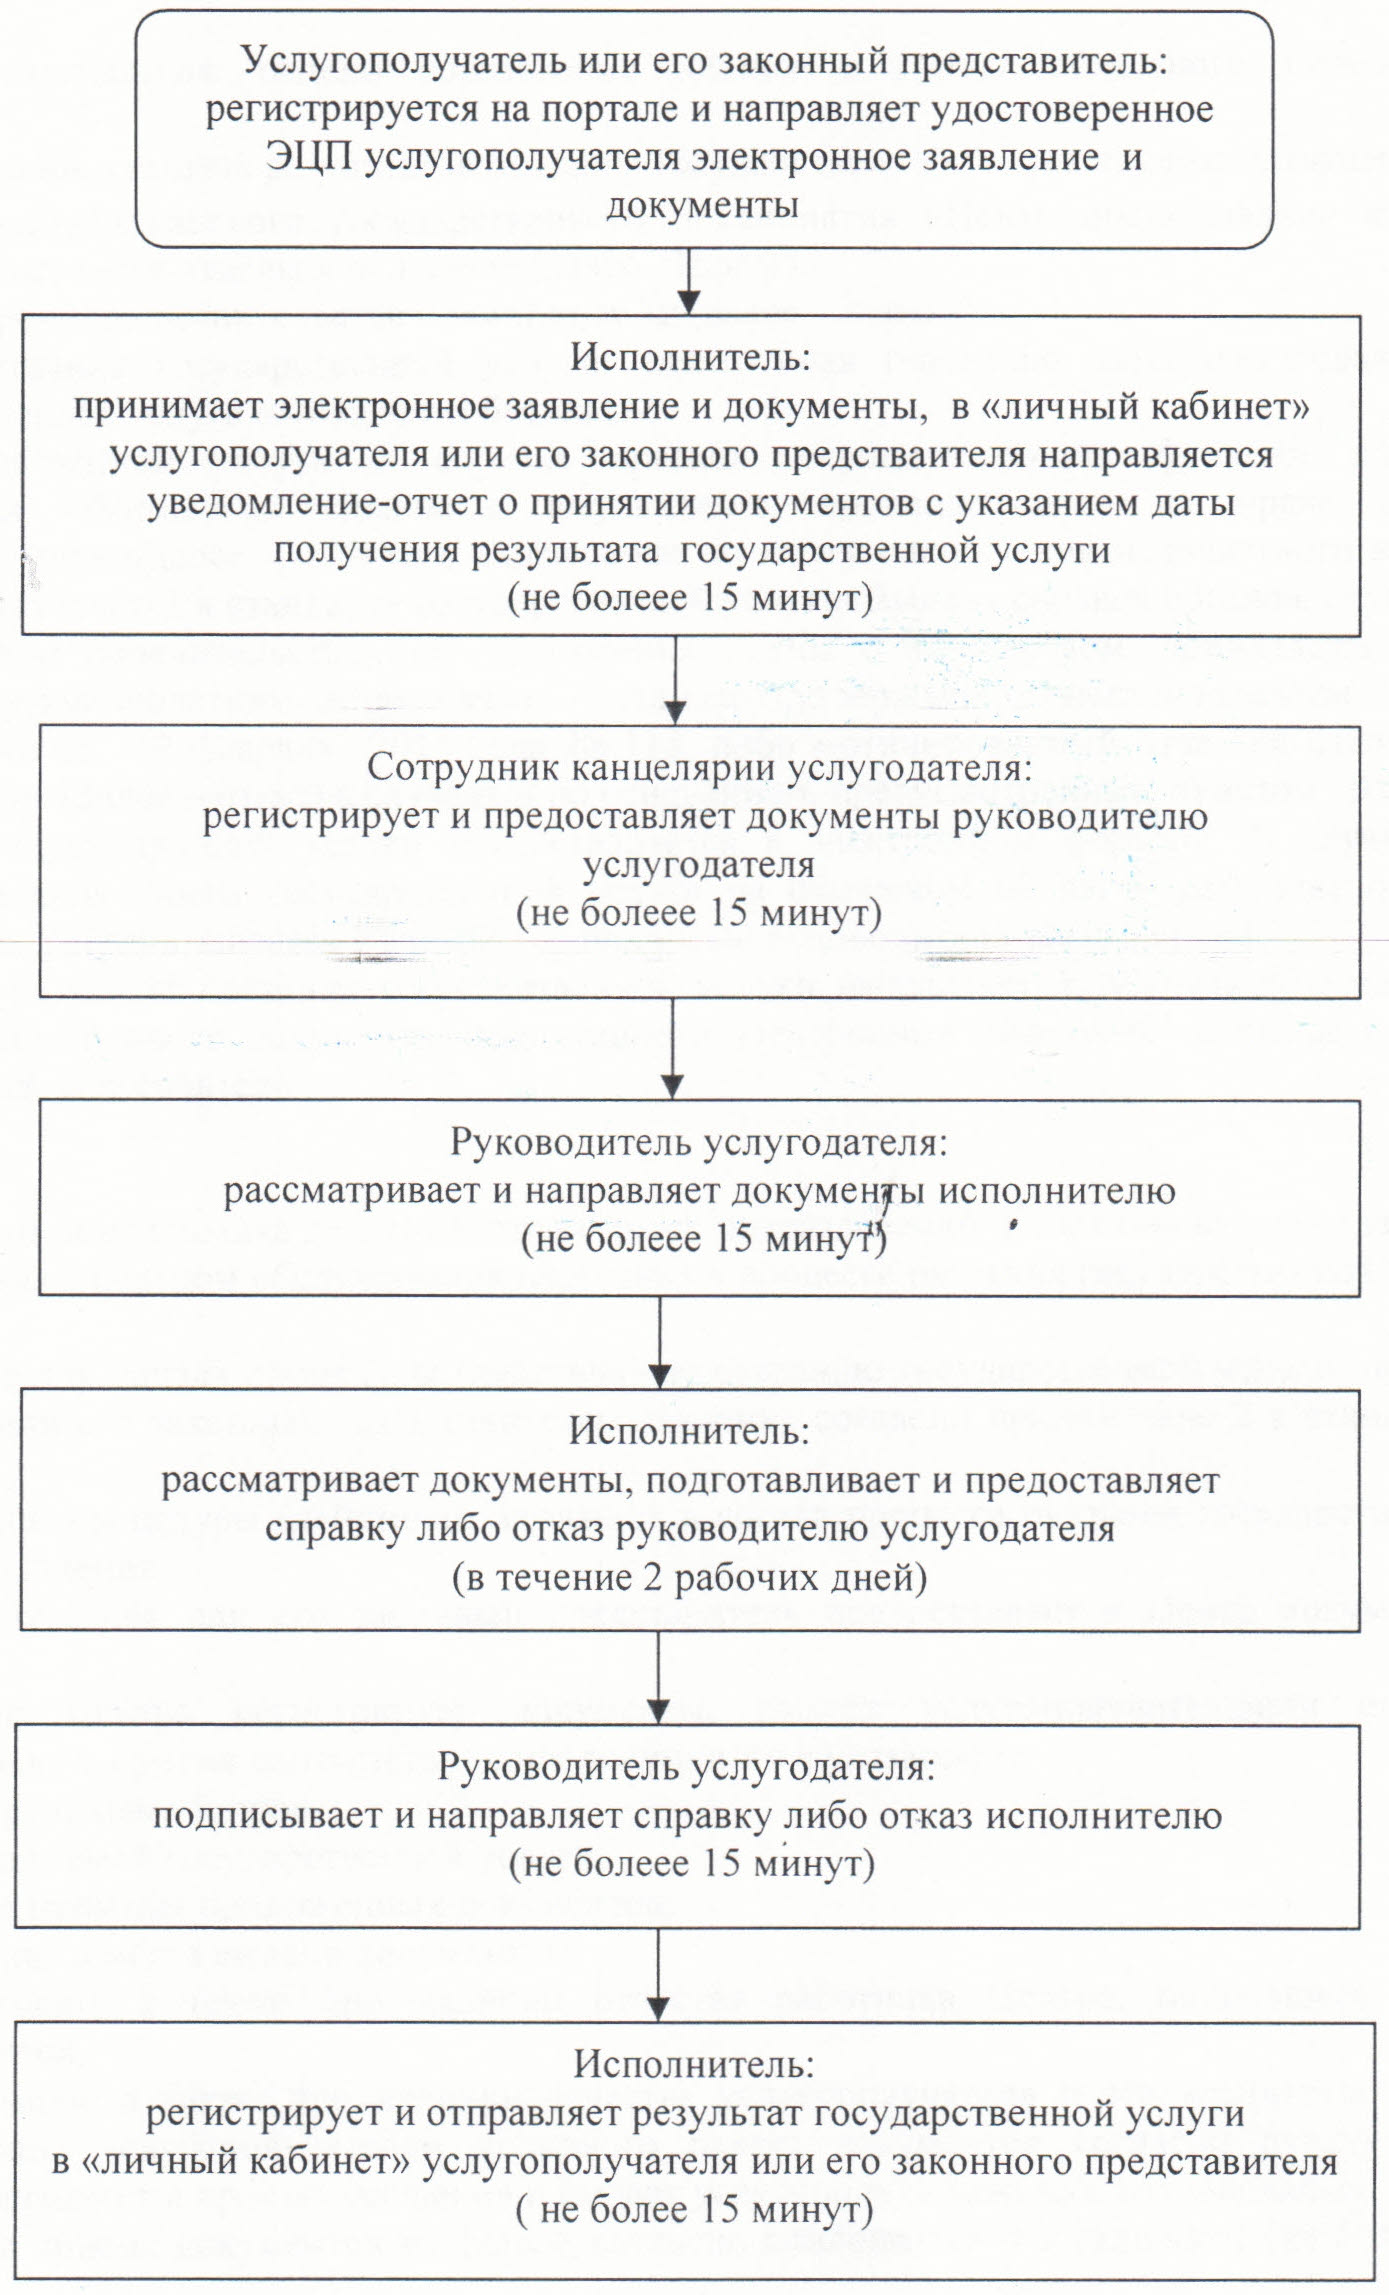 Услугополучатель или его законный представитель:
регистрируется на портале и направляет удостоверенное
ЭЦП услугополучателя электронное заявление и
документы
Исполнитель:
принимает электронное заявление и документы, в «личный кабинет»
услугополучателя или его законного предстваителя направляется
уведомление-отчет о принятии документов с указанием даты
получения результата государственной услуги
(не болеее 15 минут)
Сотрудник канцелярии услугодателя:
регистрирует и предоставляет документы руководителю
услугодателя
(не болеее 15 минут)
Руководитель услугодателя:
рассматривает и направляет документы исполнителю
(не болеее 15 минут)
Исполнитель:
рассматривает документы, подготавливает и предоставляет
справку либо отказ руководителю услугодателя
(в течение 2 рабочих дней)
Руководитель услугодателя:
подписывает и направляет справку либо отказ исполнителю
(не болеее 15 минут)
Исполнитель:
регистрирует и отправляет результат государственной услуги
в «личный кабинет» услугополучателя или его законного представителя
( не более 15 минут)